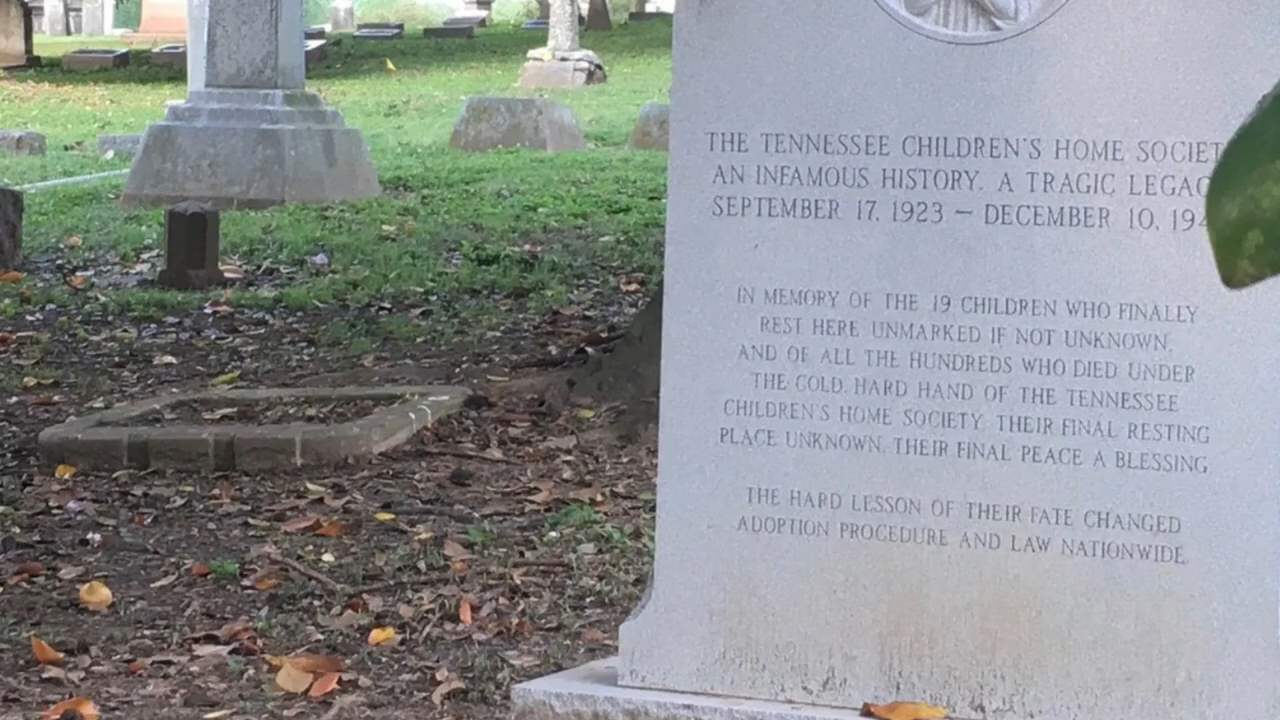 THE TENNESSEE CHILDREN'S HOME SOCIET
AN INFAMOUS HISTORY, A TRAGIC LEGAC
SEPTEMBER 17, 1923 – DECEMBER 10, 194
IN MEMORY OF THE 19 CHILDREN WHO FINALLY
REST HERE UNMARKED IF NOT UNKNOWN,
AND OF ALL THE HUNDREDS WHO DIED UNDER
THE COLD, HARD HAND OF THE TENNESSEE
CHILDREN'S HOME SOCIETY. THEIR FINAL RESTING
PLACE UNKNOWN. THEIR FINAL PEACE A BLESSING
THE HARD LESSON OF THEIR FATE CHANGED
ADOPTION PROCEDURE AND LAW NATIONWIDE.